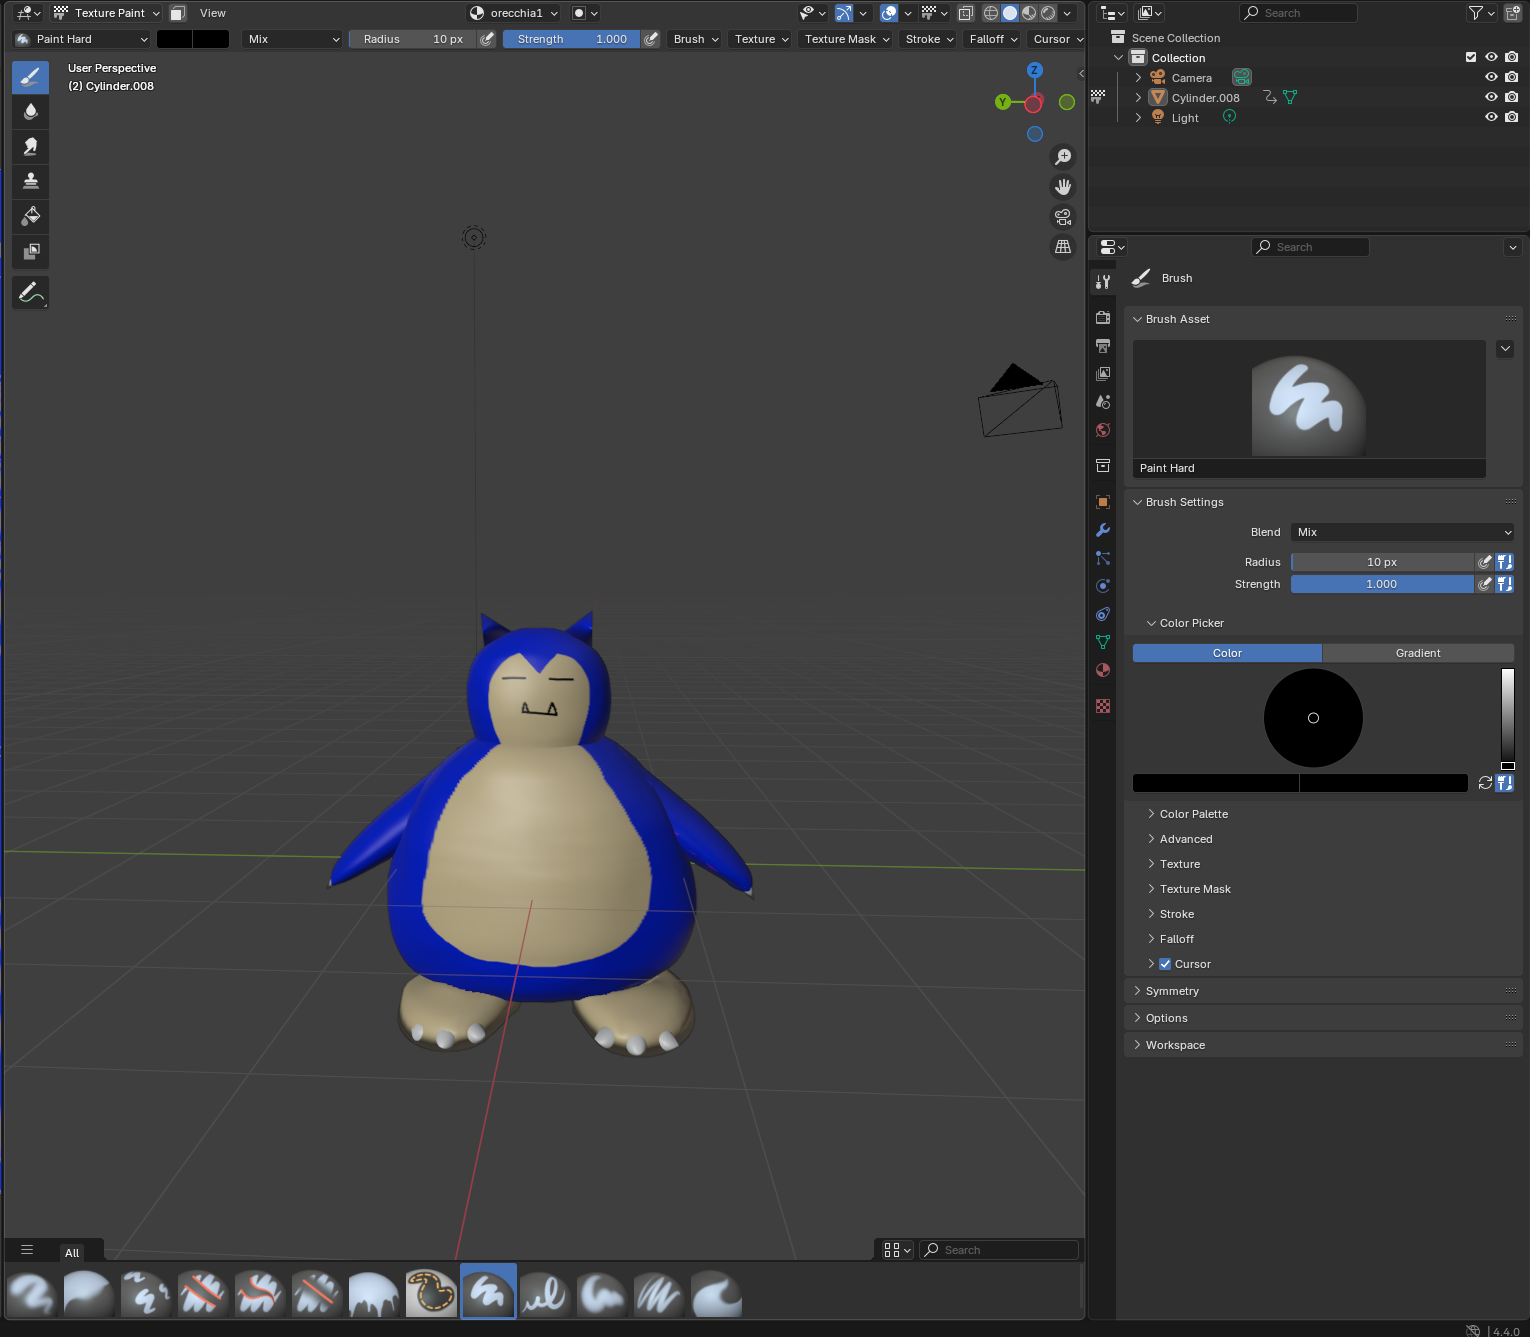 Texture Paint View orecchia1 Search
Paint Hard Mix Radius 10 px Strength 1.000 Brush Texture Texture Mask Stroke Falloff Cursor
User Perspective
(2) Cylinder.008
Z
Y
Scene Collection
Collection
Camera
Cylinder.008
Light
Search
Brush
Brush Asset
Paint Hard
Brush Settings
Blend Mix
Radius 10 px
Strength 1.000
Color Picker
Color Gradient
Color Palette
Advanced
Texture
Texture Mask
Stroke
Falloff
Cursor
Symmetry
Options
Workspace
All Search
4.4.0